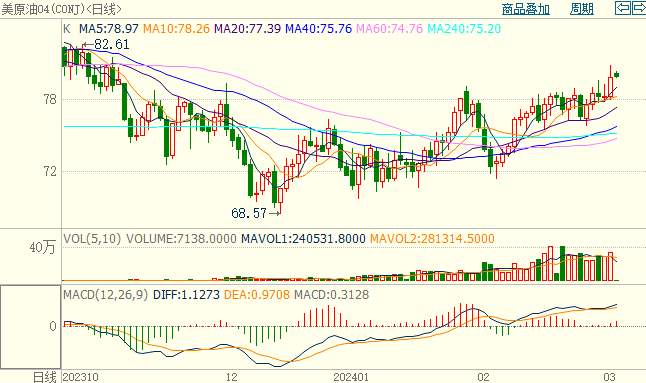 美原油04(CONJ)<日线> 商品叠加 周期
K MA5:78.97 MA10:78.26 MA20:77.39 MA40:75.76 MA60:74.76 MA240:75.20
82.61
78
72
68.57
40万 VOL(5,10) VOLUME:7138.0000 MAVOL1:240531.8000 MAVOL2:281314.5000
MACD(12,26,9) DIFF:1.1273 DEA:0.9708 MACD:0.3128
0
日线 202310 12 202401 02 03